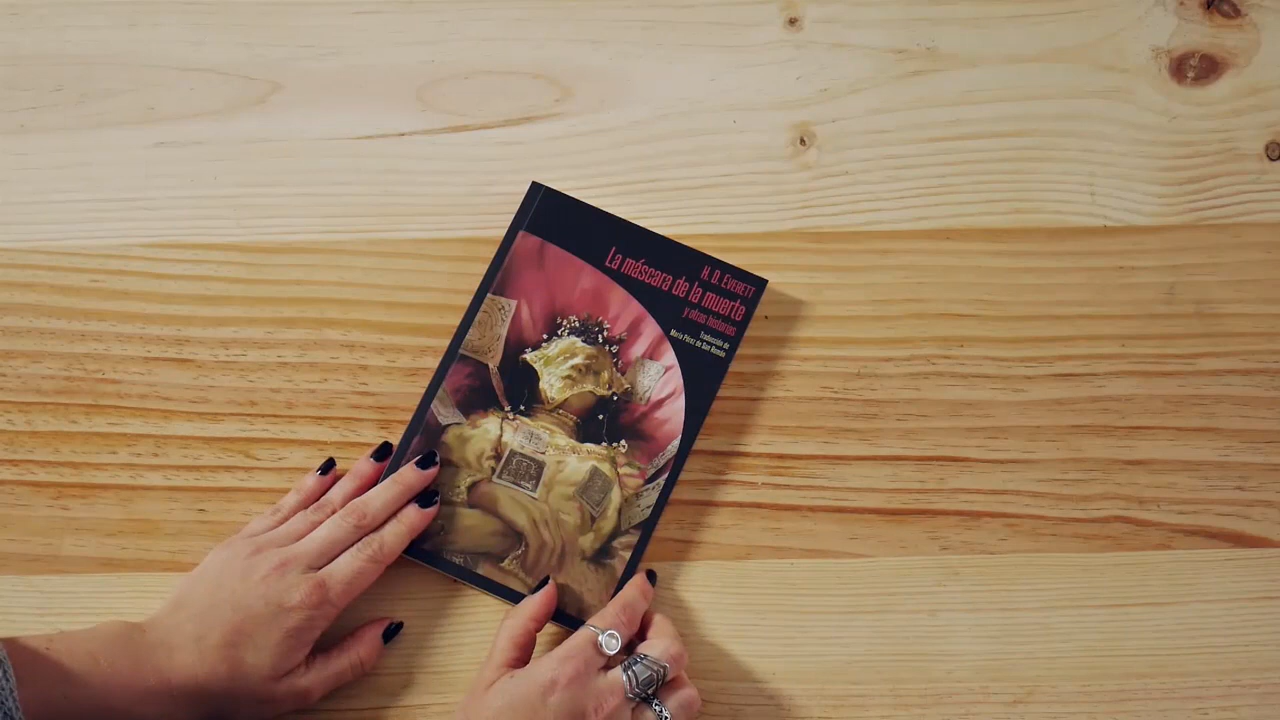 H. D. Everett
La máscara de la muerte
y otras historias
Traducción de
María Pérez de San Román